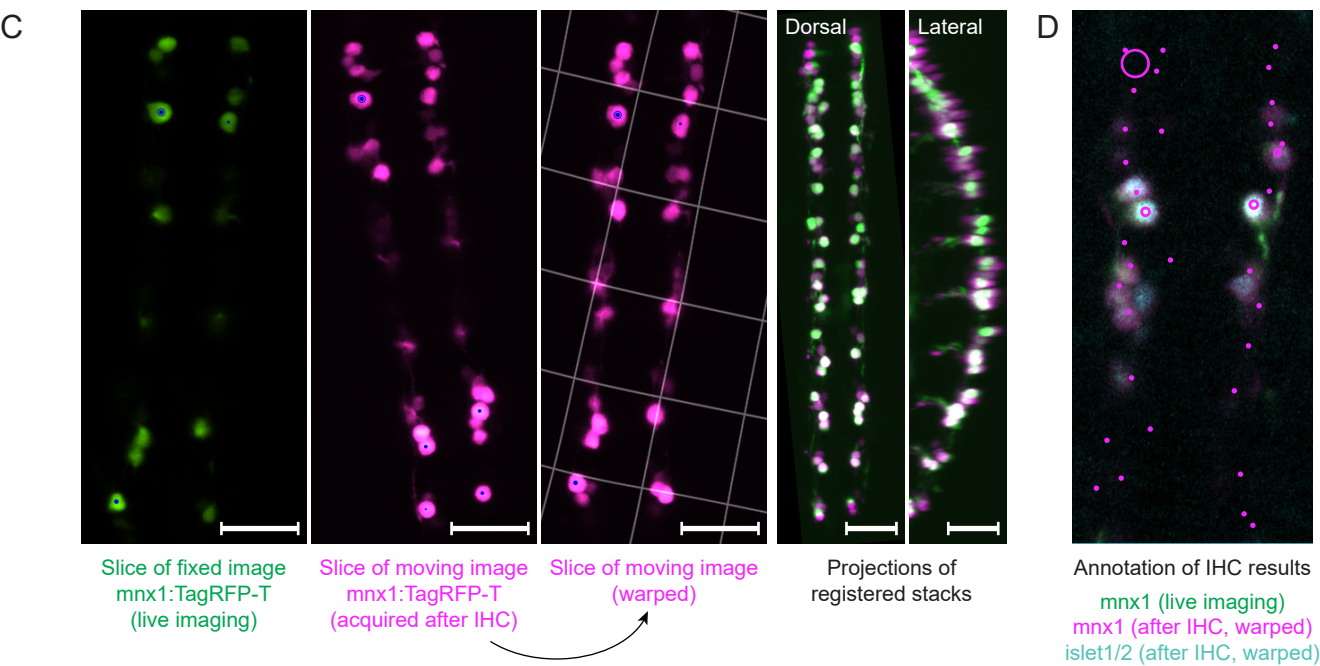 C
Dorsal
Lateral
D
Slice of fixed image
mnx1:TagRFP-T
(live imaging)
Slice of moving image
mnx1:TagRFP-T
(acquired after IHC)
Slice of moving image
(warped)
Projections of
registered stacks
Annotation of IHC results
mnx1 (live imaging)
mnx1 (after IHC, warped)
islet1/2 (after IHC, warped)